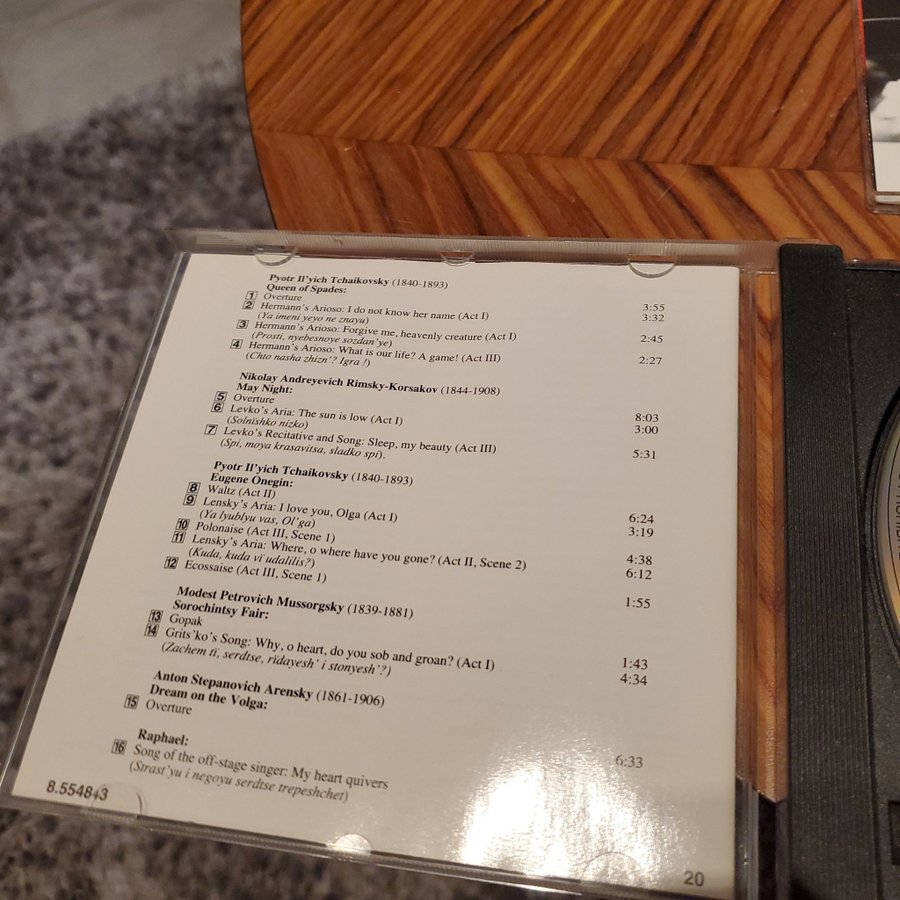 Pyotr Il'yich Tchaikovsky (1840-1893)
Queen of Spades:
1 Overture 3:55
2 Hermann's Arioso: I do not know her name (Act I) 3:32
(Ya imeni yeyo ne znayu)
3 Hermann's Arioso: Forgive me, heavenly creature (Act I) 2:45
(Prosti, nyebesnoye sozdan'ye)
4 Hermann's Arioso: What is our life? A game! (Act III) 2:27
(Chto nasha zhizn'? Igra !)
Nikolay Andreyevich Rimsky-Korsakov (1844-1908)
May Night:
5 Overture 8:03
6 Levko's Aria: The sun is low (Act I) 3:00
(Solnïshko nizko)
7 Levko's Recitative and Song: Sleep, my beauty (Act III) 5:31
(Spi, moya krasavitsa, sladko spi).
Pyotr Il'yich Tchaikovsky (1840-1893)
Eugene Onegin:
8 Waltz (Act II) 6:24
9 Lensky's Aria: I love you, Olga (Act I) 3:19
(Ya lyublyu vas, Ol'ga)
10 Polonaise (Act III, Scene 1) 4:38
11 Lensky's Aria: Where, o where have you gone? (Act II, Scene 2) 6:12
(Kuda, kuda vï udalilis?)
12 Ecossaise (Act III, Scene 1) 1:55
Modest Petrovich Mussorgsky (1839-1881)
Sorochintsy Fair:
13 Gopak 1:43
14 Grits'ko's Song: Why, o heart, do you sob and groan? (Act I) 4:34
(Zachem tï, serdtse, rïdayesh' i stonyesh'?)
Anton Stepanovich Arensky (1861-1906)
Dream on the Volga:
15 Overture 6:33
Raphael:
16 Song of the off-stage singer: My heart quivers
(Strast'yu i negoyu serdtse trepeshchet)
8.554843
20